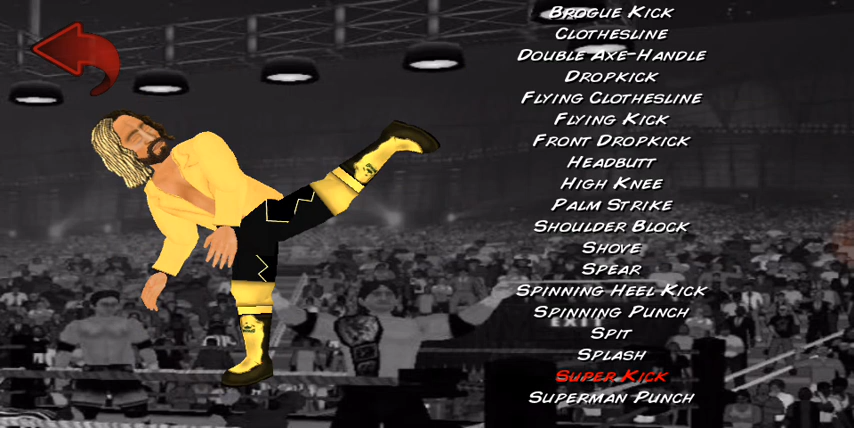 Brogue Kick
Clothesline
Double Axe-Handle
Dropkick
Flying Clothesline
Flying Kick
Front Dropkick
Headbutt
High Knee
Palm Strike
Shoulder Block
Shove
Spear
Spinning Heel Kick
Spinning Punch
EXIT
Spit
Splash
Super Kick
Superman Punch